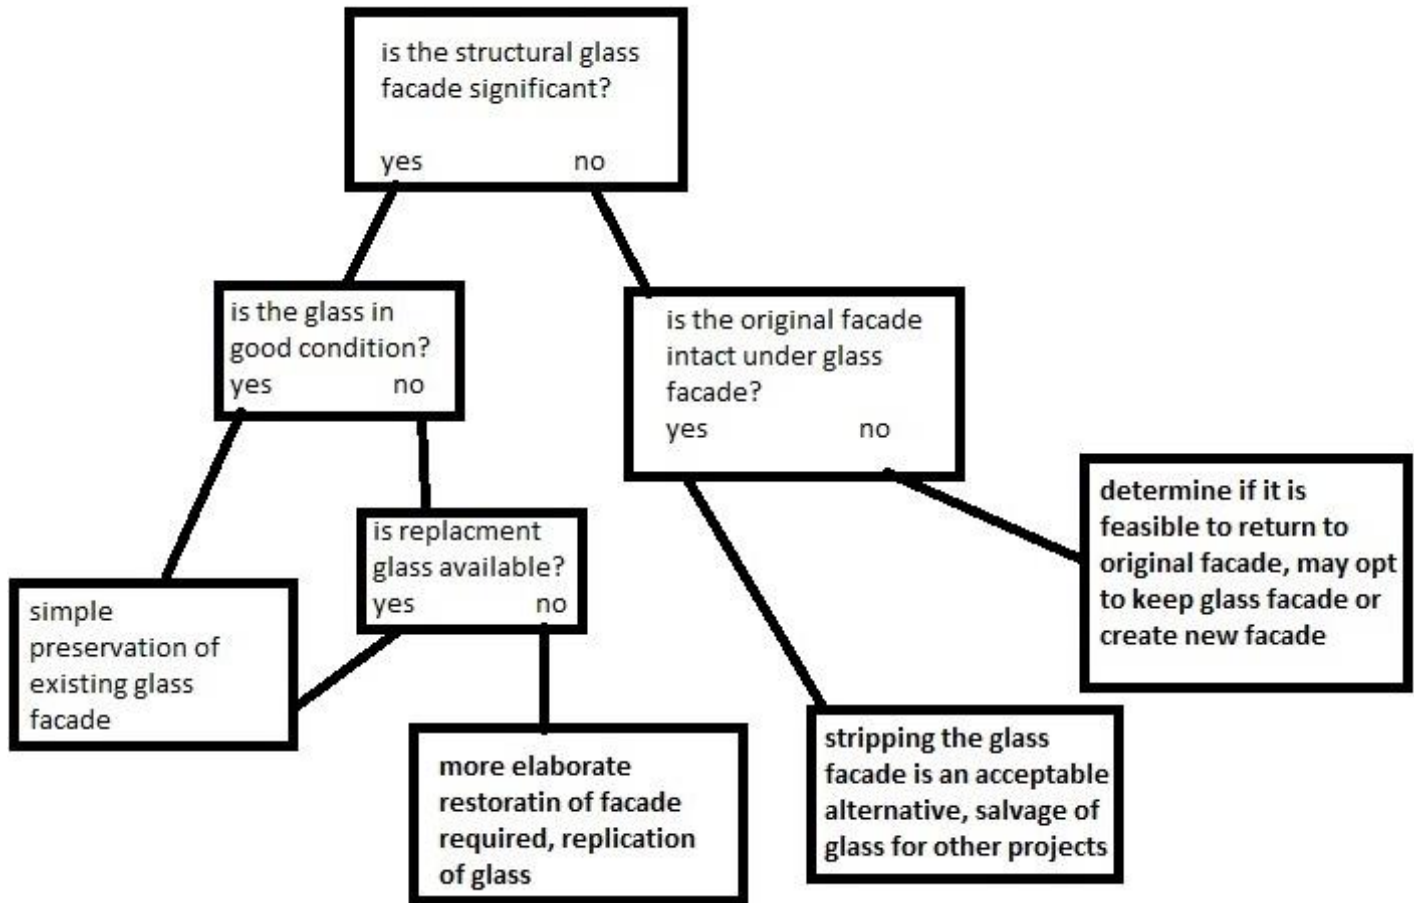 is the structural glass
facade significant?
yes no
is the glass in
good condition?
yes no
is the original facade
intact under glass
facade?
yes no
determine if it is
feasible to return to
original facade, may opt
to keep glass facade or
create new facade
is replacment
glass available?
yes no
simple
preservation of
existing glass
facade
more elaborate
restoratin of facade
required, replication
of glass
stripping the glass
facade is an acceptable
alternative, salvage of
glass for other projects